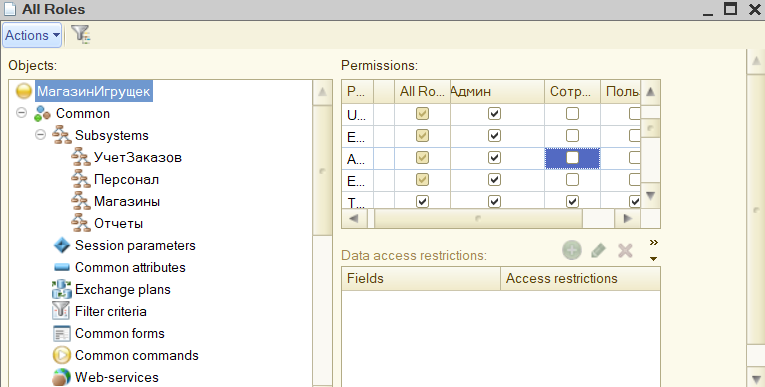 All Roles
Actions
Objects:
МагазинИгрушек
Common
Subsystems
УчетЗаказов
Персонал
Магазины
Отчеты
Session parameters
Common attributes
Exchange plans
Filter criteria
Common forms
Common commands
Web-services
Permissions:
P... All Ro... Админ Сотр... Поль
U...
E...
A...
E...
T...
Data access restrictions:
Fields Access restrictions